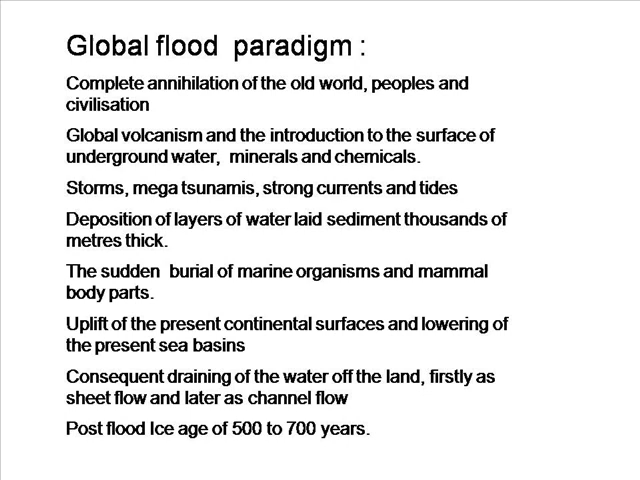 Global flood  paradigm :
Complete annihilation of the old world, peoples and
civilisation
Global volcanism and the introduction to the surface of
underground water,  minerals and chemicals.
Storms, mega tsunamis, strong currents and tides
Deposition of layers of water laid sediment thousands of
metres thick.
The sudden  burial of marine organisms and mammal
body parts.
Uplift of the present continental surfaces and lowering of
the present sea basins
Consequent draining of the water off the land, firstly as
sheet flow and later as channel flow
Post flood Ice age of 500 to 700 years.